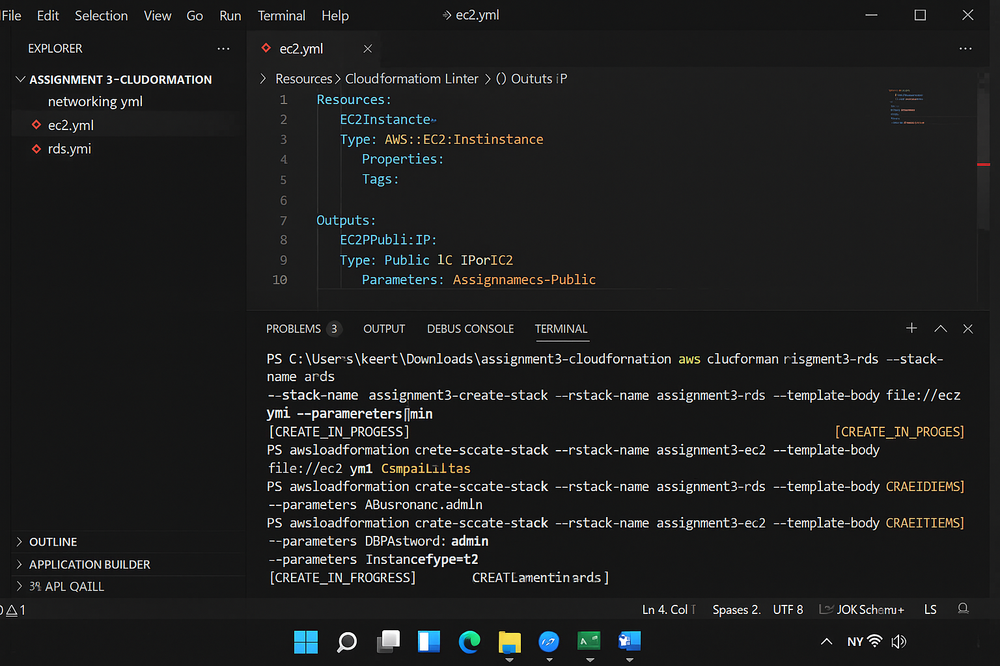 File Edit Selection View Go Run Terminal Help ec2.yml
EXPLORER ...
ASSIGNMENT 3-CLUDORMATION
networking yml
ec2.yml
rds.ymi
OUTLINE
APPLICATION BUILDER
APL QAILL
ec2.yml ...
Resources > Cloudformatiom Linter > () Oututs iP
1 Resources:
2 EC2Instancte
3 Type: AWS::EC2:Instinstance
4 Properties:
5 Tags:
6
7 Outputs:
8 EC2PPubli:IP:
9 Type: Public lC IPorIC2
10 Parameters: Assignnamecs-Public
PROBLEMS 3 OUTPUT DEBUS CONSOLE TERMINAL
PS C:\Users\keert\Downloads\assignment3-cloudfornation aws clucforman risgment3-rds --stack-
name ards
--stack-name assignment3-create-stack --rstack-name assignment3-rds --template-body file://ecz
ymi --paramereters min
[CREATE_IN_PROGESS] [CREATE_IN_PROGES]
PS awsloadformation crete-sccate-stack --rstack-name assignment3-ec2 --template-body
file://ec2 ym1
PS awsloadformation crate-sccate-stack --rstack-name assignment3-rds --template-body CRAEIDIEMS]
--parameters ABusronanc.admln
PS awsloadformation crate-sccate-stack --rstack-name assignment3-ec2 --template-body CRAEITIEMS]
--parameters DBPAstword: admin
--parameters Instancefype=t2
[CREATE_IN_FROGRESS]
1 Ln 4. Col Spases 2. UTF 8 LS
NY